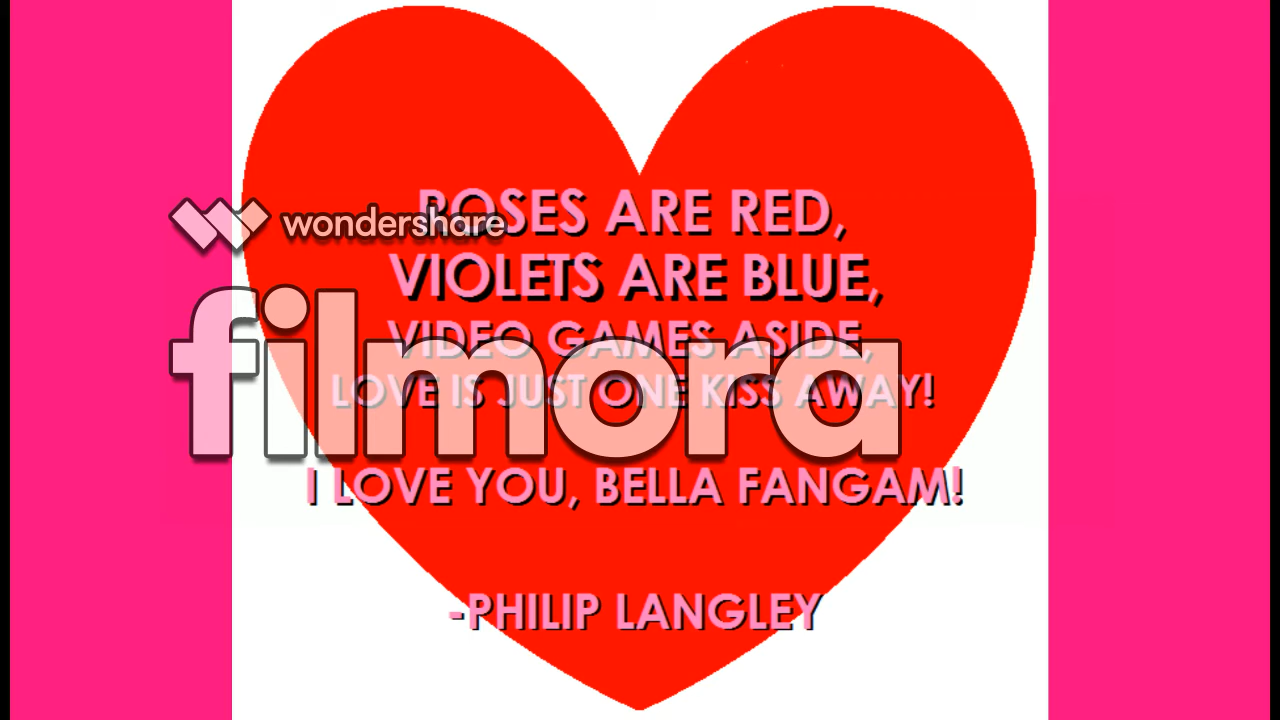 ROSES ARE RED,
wondershare
VIOLETS ARE BLUE,
filmora
VIDEO GAMES ASIDE,
LOVE IS JUST ONE KISS AWAY!
I LOVE YOU, BELLA FANGAM!
-PHILIP LANGLEY